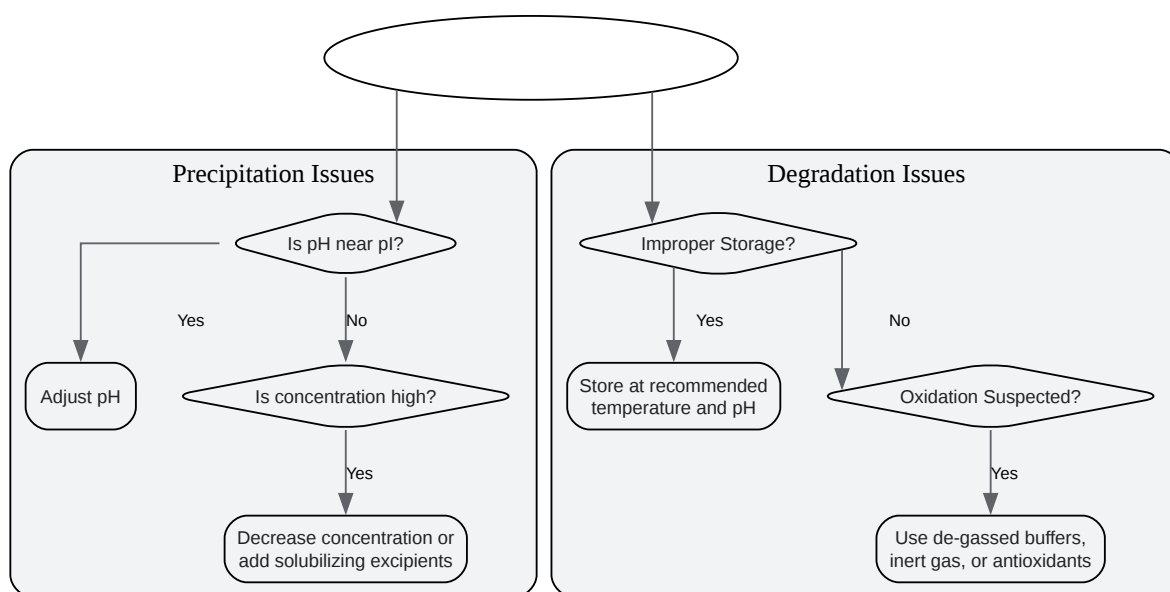 Precipitation Issues
Degradation Issues
Is pH near pI?
Improper Storage?
Yes
No
Yes
No
Adjust pH
Is concentration high?
Store at recommended
temperature and pH
Oxidation Suspected?
Yes
Yes
Decrease concentration or
add solubilizing excipients
Use de-gassed buffers,
inert gas, or antioxidants